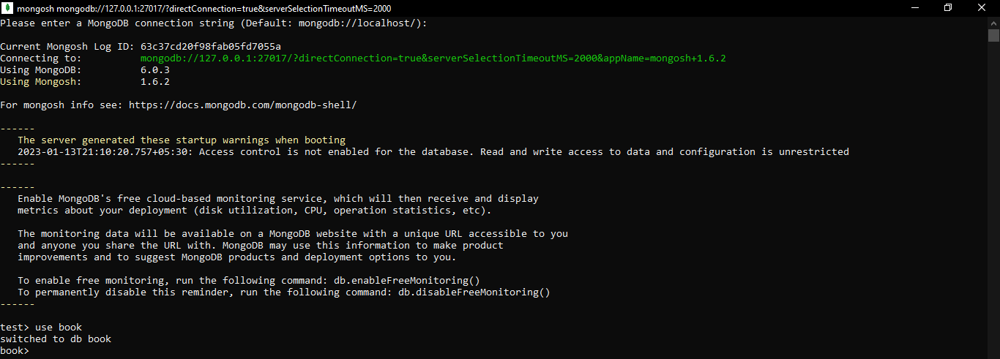 mongosh mongodb://127.0.0.1:27017/?directConnection=true&serverSelectionTimeoutMS=2000
Please enter a MongoDB connection string (Default: mongodb://localhost/):
Current Mongosh Log ID: 63c37cd20f98fab05fd7055a
Connecting to: mongodb://127.0.0.1:27017/?directConnection=true&serverSelectionTimeoutMS=2000&appName=mongosh+1.6.2
Using MongoDB: 6.0.3
Using Mongosh: 1.6.2
For mongosh info see: https://docs.mongodb.com/mongodb-shell/
------
The server generated these startup warnings when booting
2023-01-13T21:10:20.757+05:30: Access control is not enabled for the database. Read and write access to data and configuration is unrestricted
------
------
Enable MongoDB's free cloud-based monitoring service, which will then receive and display
metrics about your deployment (disk utilization, CPU, operation statistics, etc).
The monitoring data will be available on a MongoDB website with a unique URL accessible to you
and anyone you share the URL with. MongoDB may use this information to make product
improvements and to suggest MongoDB products and deployment options to you.
To enable free monitoring, run the following command: db.enableFreeMonitoring()
To permanently disable this reminder, run the following command: db.disableFreeMonitoring()
------
test> use book
switched to db book
book>